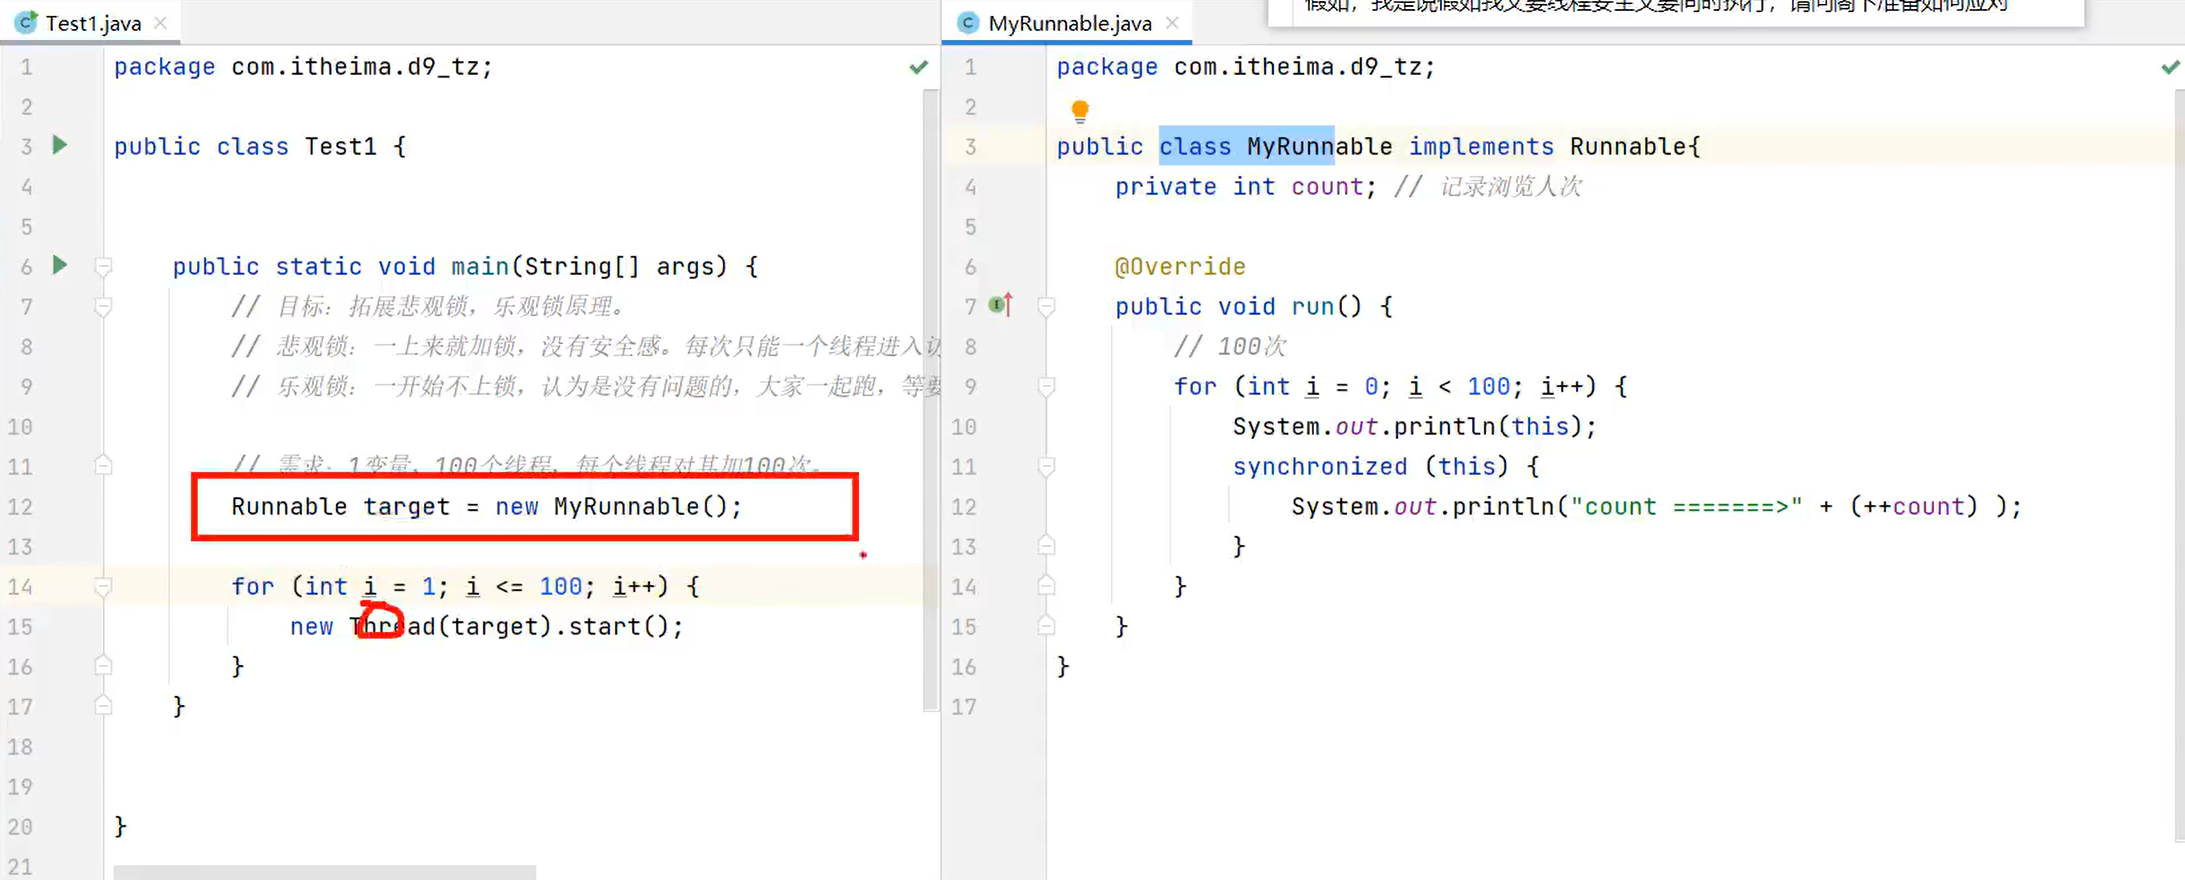 Test1.java
1 package com.itheima.d9_tz;
2
3 public class Test1 {
4
5
6 public static void main(String[] args) {
7 // 目标：拓展悲观锁，乐观锁原理。
8 // 悲观锁：一上来就加锁，没有安全感。每次只能一个线程进入访
9 // 乐观锁：一开始不上锁，认为是没有问题的，大家一起跑，等要
10
11 // 需求：1变量，100个线程，每个线程对其加100次。
12 Runnable target = new MyRunnable();
13
14 for (int i = 1; i <= 100; i++) {
15 new Thread(target).start();
16 }
17 }
18
19
20 }
21
假如，我是说假如我又要线程安全又要同时执行，请问阁下准备如何应对
MyRunnable.java
1 package com.itheima.d9_tz;
2
3 public class MyRunnable implements Runnable{
4 private int count; // 记录浏览人次
5
6 @Override
7 public void run() {
8 // 100次
9 for (int i = 0; i < 100; i++) {
10 System.out.println(this);
11 synchronized (this) {
12 System.out.println("count =======>" + (++count) );
13 }
14 }
15 }
16 }
17